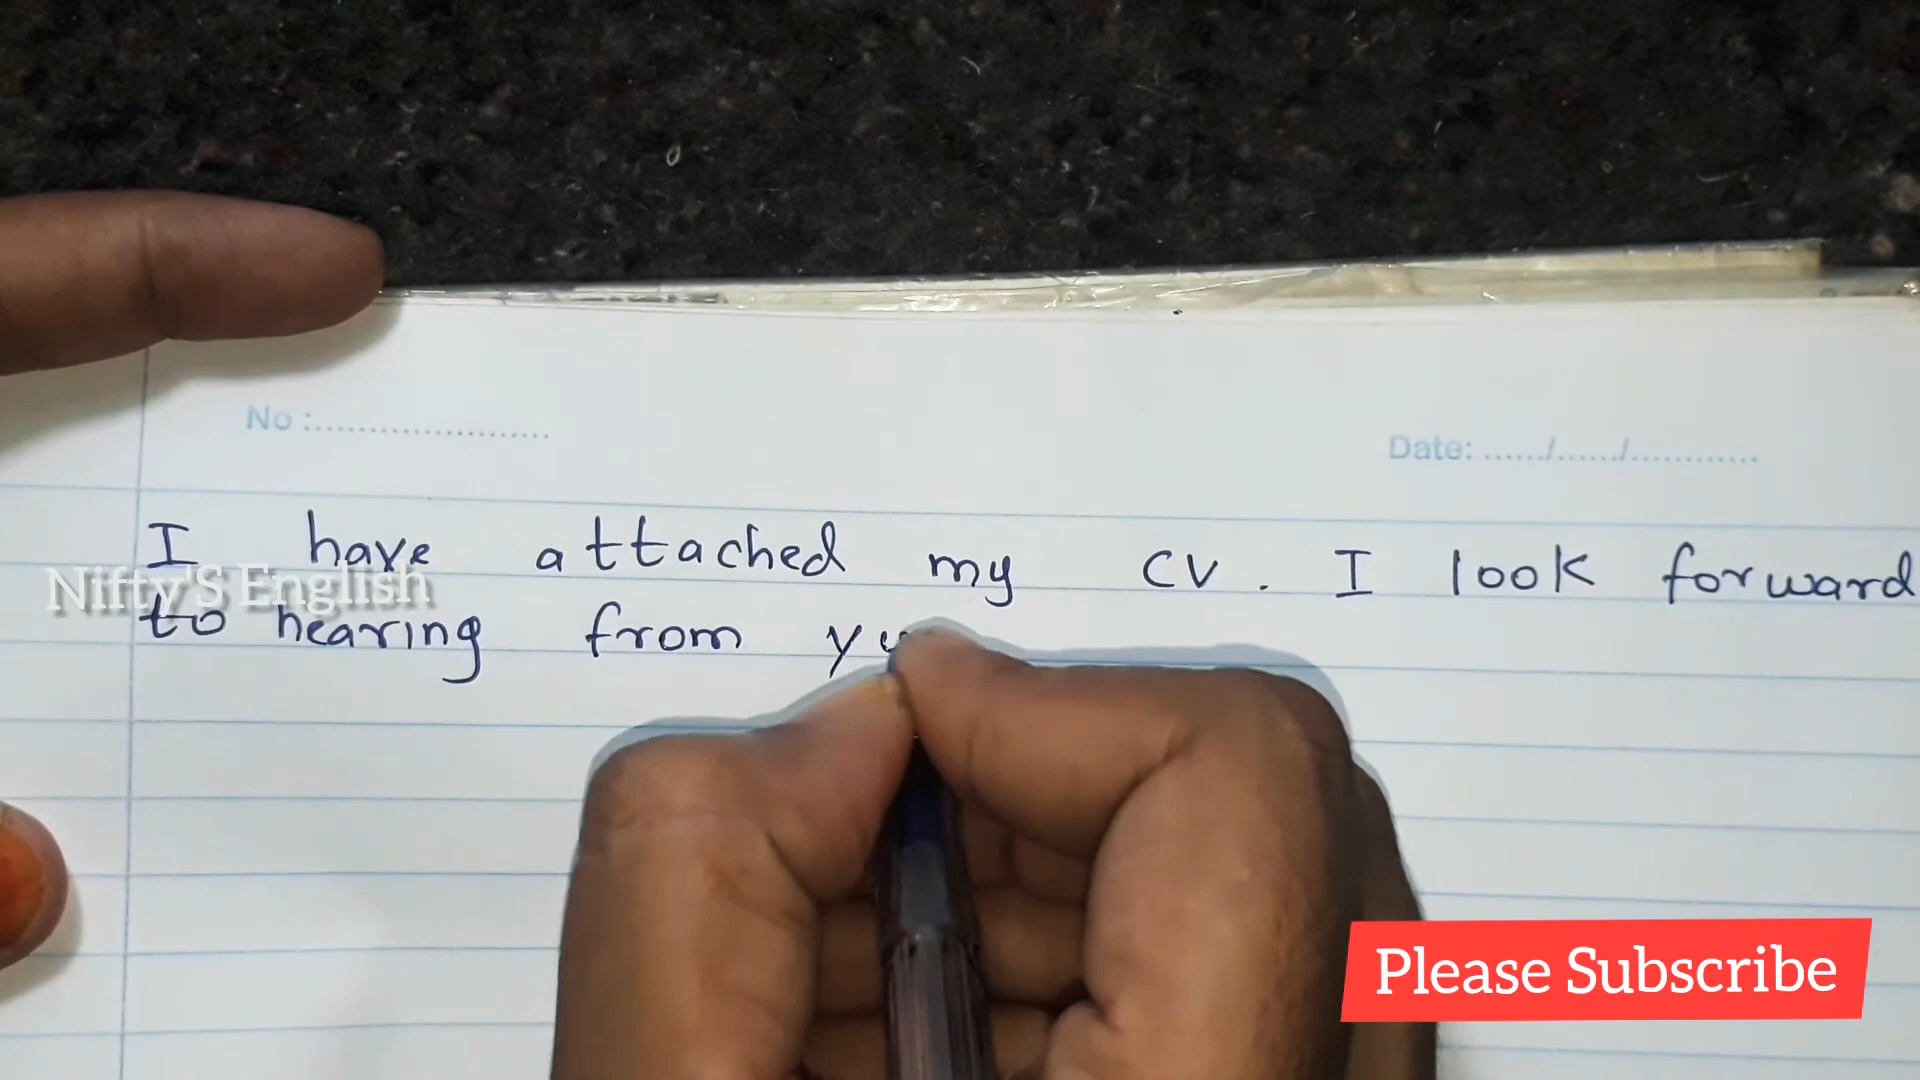 No :......................
Date: ....../....../............
I have attached my CV. I look forward
Nifty'S English
to hearing from
Please Subscribe